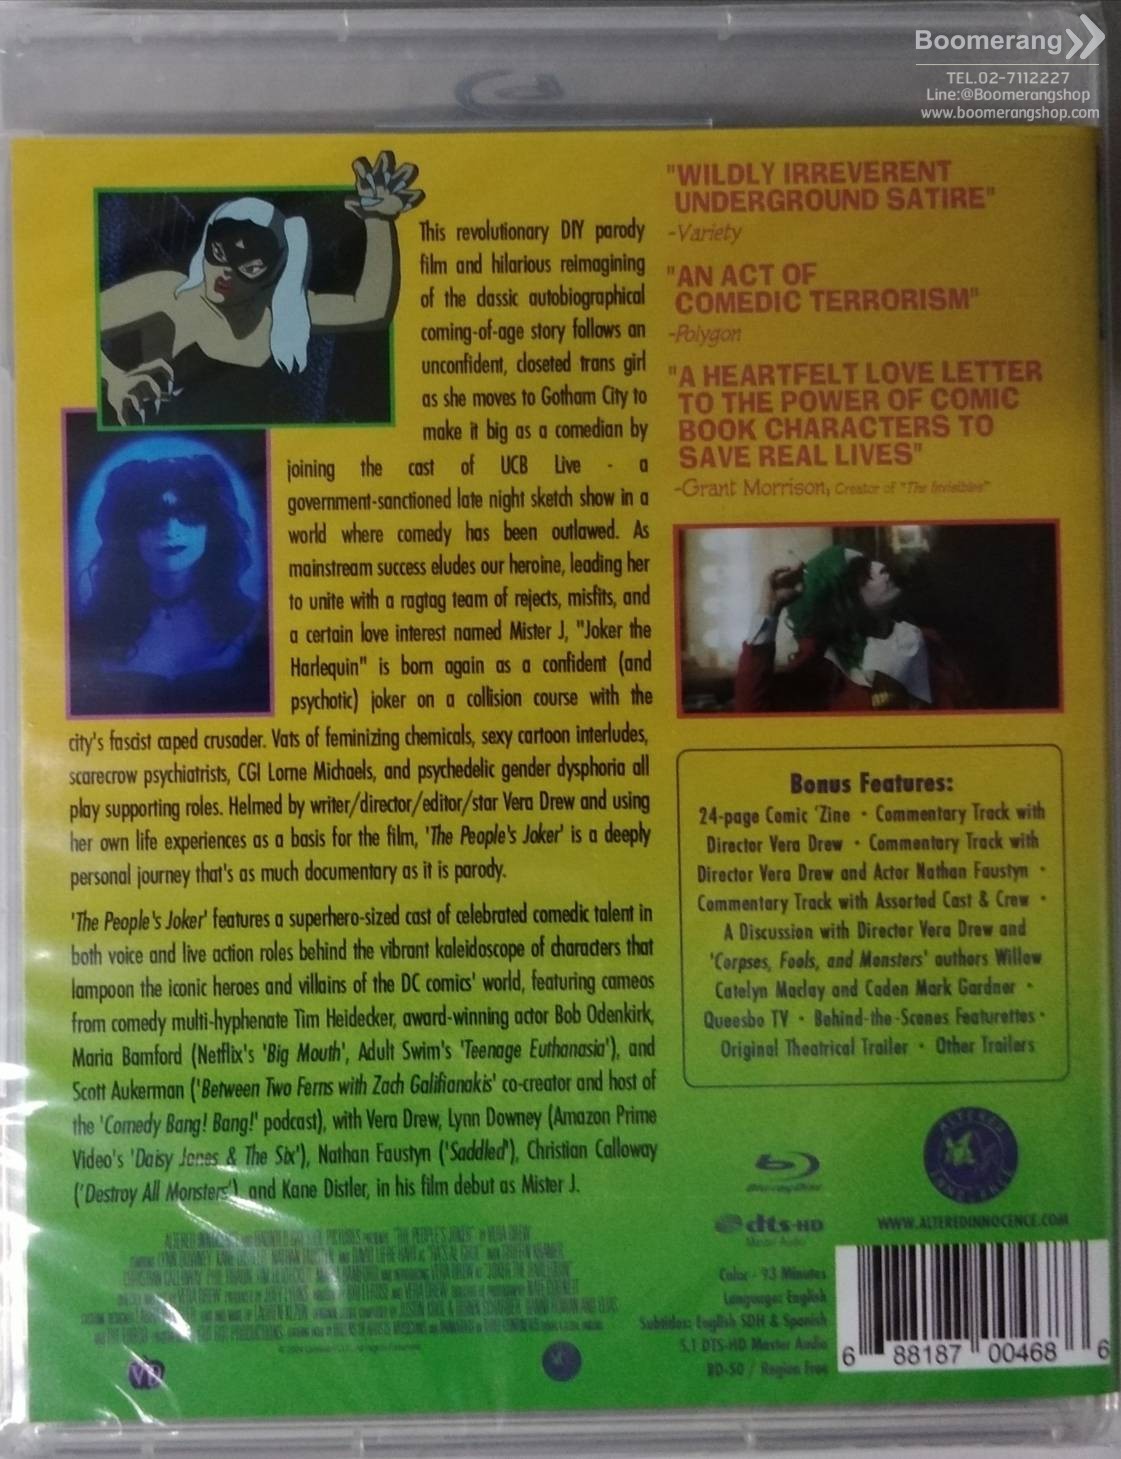 Boomerang
TEL.02-7112227
Line:@Boomerangshop
www.boomerangshop.com
This revolutionary DIY parody
film and hilarious reimagining
of the classic autobiographical
coming-of-age story follows an
unconfident, closeted trans girl
as she moves to Gotham City to
make it big as a comedian by
joining the cast of UCB Live - a
government-sanctioned late night sketch show in a
world where comedy has been outlawed. As
mainstream success eludes our heroine, leading her
to unite with a ragtag team of rejects, misfits, and
a certain love interest named Mister J, "Joker the
Harlequin" is born again as a confident (and
psychotic) joker on a collision course with the
city's fascist caped crusader. Vats of feminizing chemicals, sexy cartoon interludes,
scarecrow psychiatrists, CGI Lorne Michaels, and psychedelic gender dysphoria all
play supporting roles. Helmed by writer/director/editor/star Vera Drew and using
her own life experiences as a basis for the film, 'The People's Joker' is a deeply
personal journey that's as much documentary as it is parody.
'The People's Joker' features a superhero-sized cast of celebrated comedic talent in
both voice and live action roles behind the vibrant kaleidoscope of characters that
lampoon the iconic heroes and villains of the DC comics' world, featuring cameos
from comedy multi-hyphenate Tim Heidecker, award-winning actor Bob Odenkirk,
Maria Bamford (Netflix's 'Big Mouth', Adult Swim's 'Teenage Euthanasia'), and
Scott Aukerman ('Between Two Ferns with Zach Galifianakis' co-creator and host of
the 'Comedy Bang! Bang!' podcast), with Vera Drew, Lynn Downey (Amazon Prime
Video's 'Daisy Jones & The Six'), Nathan Faustyn ('Saddled'), Christian Calloway
('Destroy All Monsters') and Kane Distler, in his film debut as Mister J.
"WILDLY IRREVERENT
UNDERGROUND SATIRE"
-Variety
"AN ACT OF
COMEDIC TERRORISM"
-Polygon
"A HEARTFELT LOVE LETTER
TO THE POWER OF COMIC
BOOK CHARACTERS TO
SAVE REAL LIVES"
-Grant Morrison, Creator of "The Invisibles"
Bonus Features:
24-page Comic 'Zine • Commentary Track with
Director Vera Drew • Commentary Track with
Director Vera Drew and Actor Nathan Faustyn •
Commentary Track with Assorted Cast & Crew •
A Discussion with Director Vera Drew and
'Corpses, Fools, and Monsters' authors Willow
Catelyn Maclay and Caden Mark Gardner •
Queesbo TV • Behind-the-Scenes Featurettes •
Original Theatrical Trailer • Other Trailers
ALTERED
INNOCENCE
Blu-ray Disc
dts-HD
Master Audio
WWW.ALTEREDINNOCENCE.COM
Color - 93 Minutes
Language: English
Subtitles: English SDH & Spanish
5.1 DTS-HD Master Audio
BD-50 / Region Free
6 88187 00468 6
VD